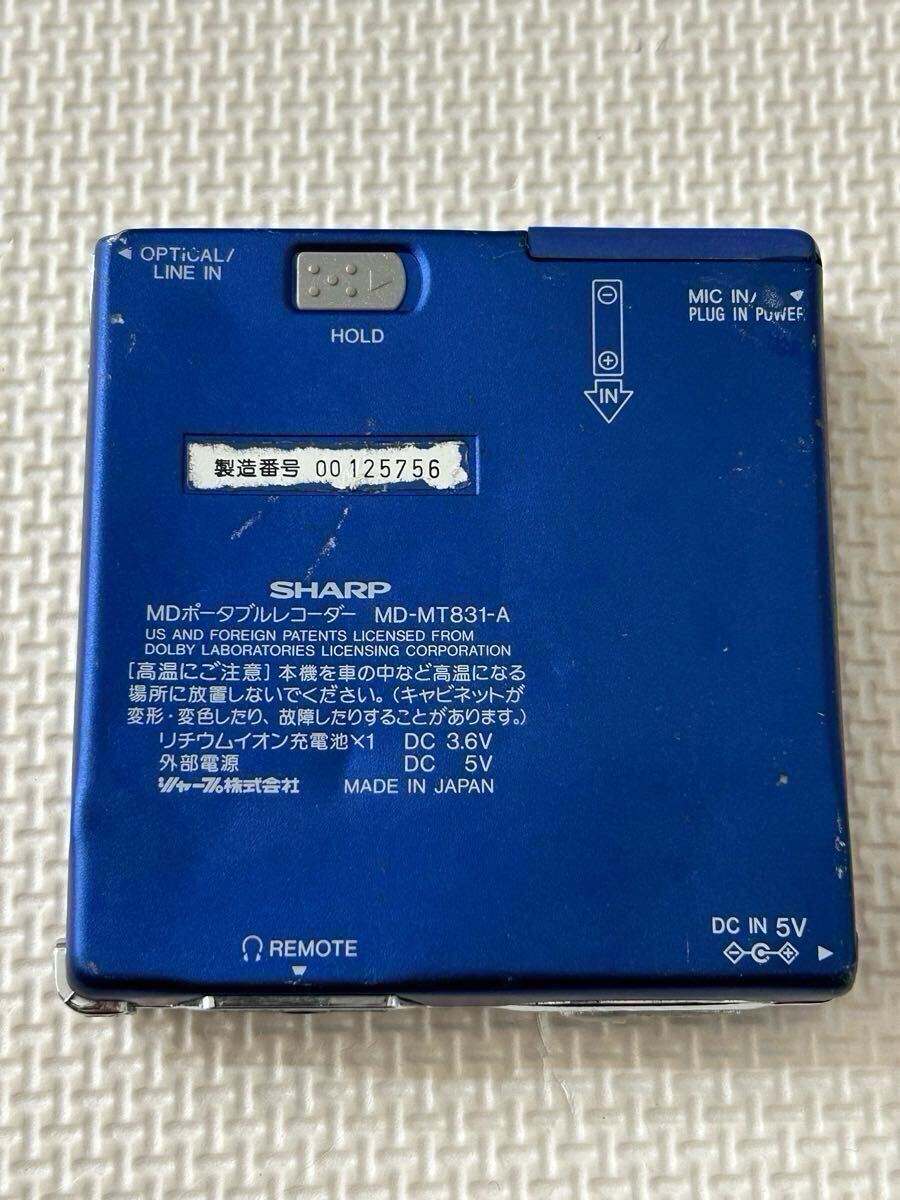 OPTICAL/
LINE IN
HOLD
IN
MIC IN/
PLUG IN POWER
製造番号 00125756
SHARP
MDポータブルレコーダー MD-MT831-A
US AND FOREIGN PATENTS LICENSED FROM
DOLBY LABORATORIES LICENSING CORPORATION
[高温にご注意] 本機を車の中など高温になる
場所に放置しないでください。(キャビネットが
変形・変色したり、故障したりすることがあります。)
リチウムイオン充電池×1 DC 3.6V
外部電源 DC 5V
シャープ株式会社 MADE IN JAPAN
REMOTE
DC IN 5V